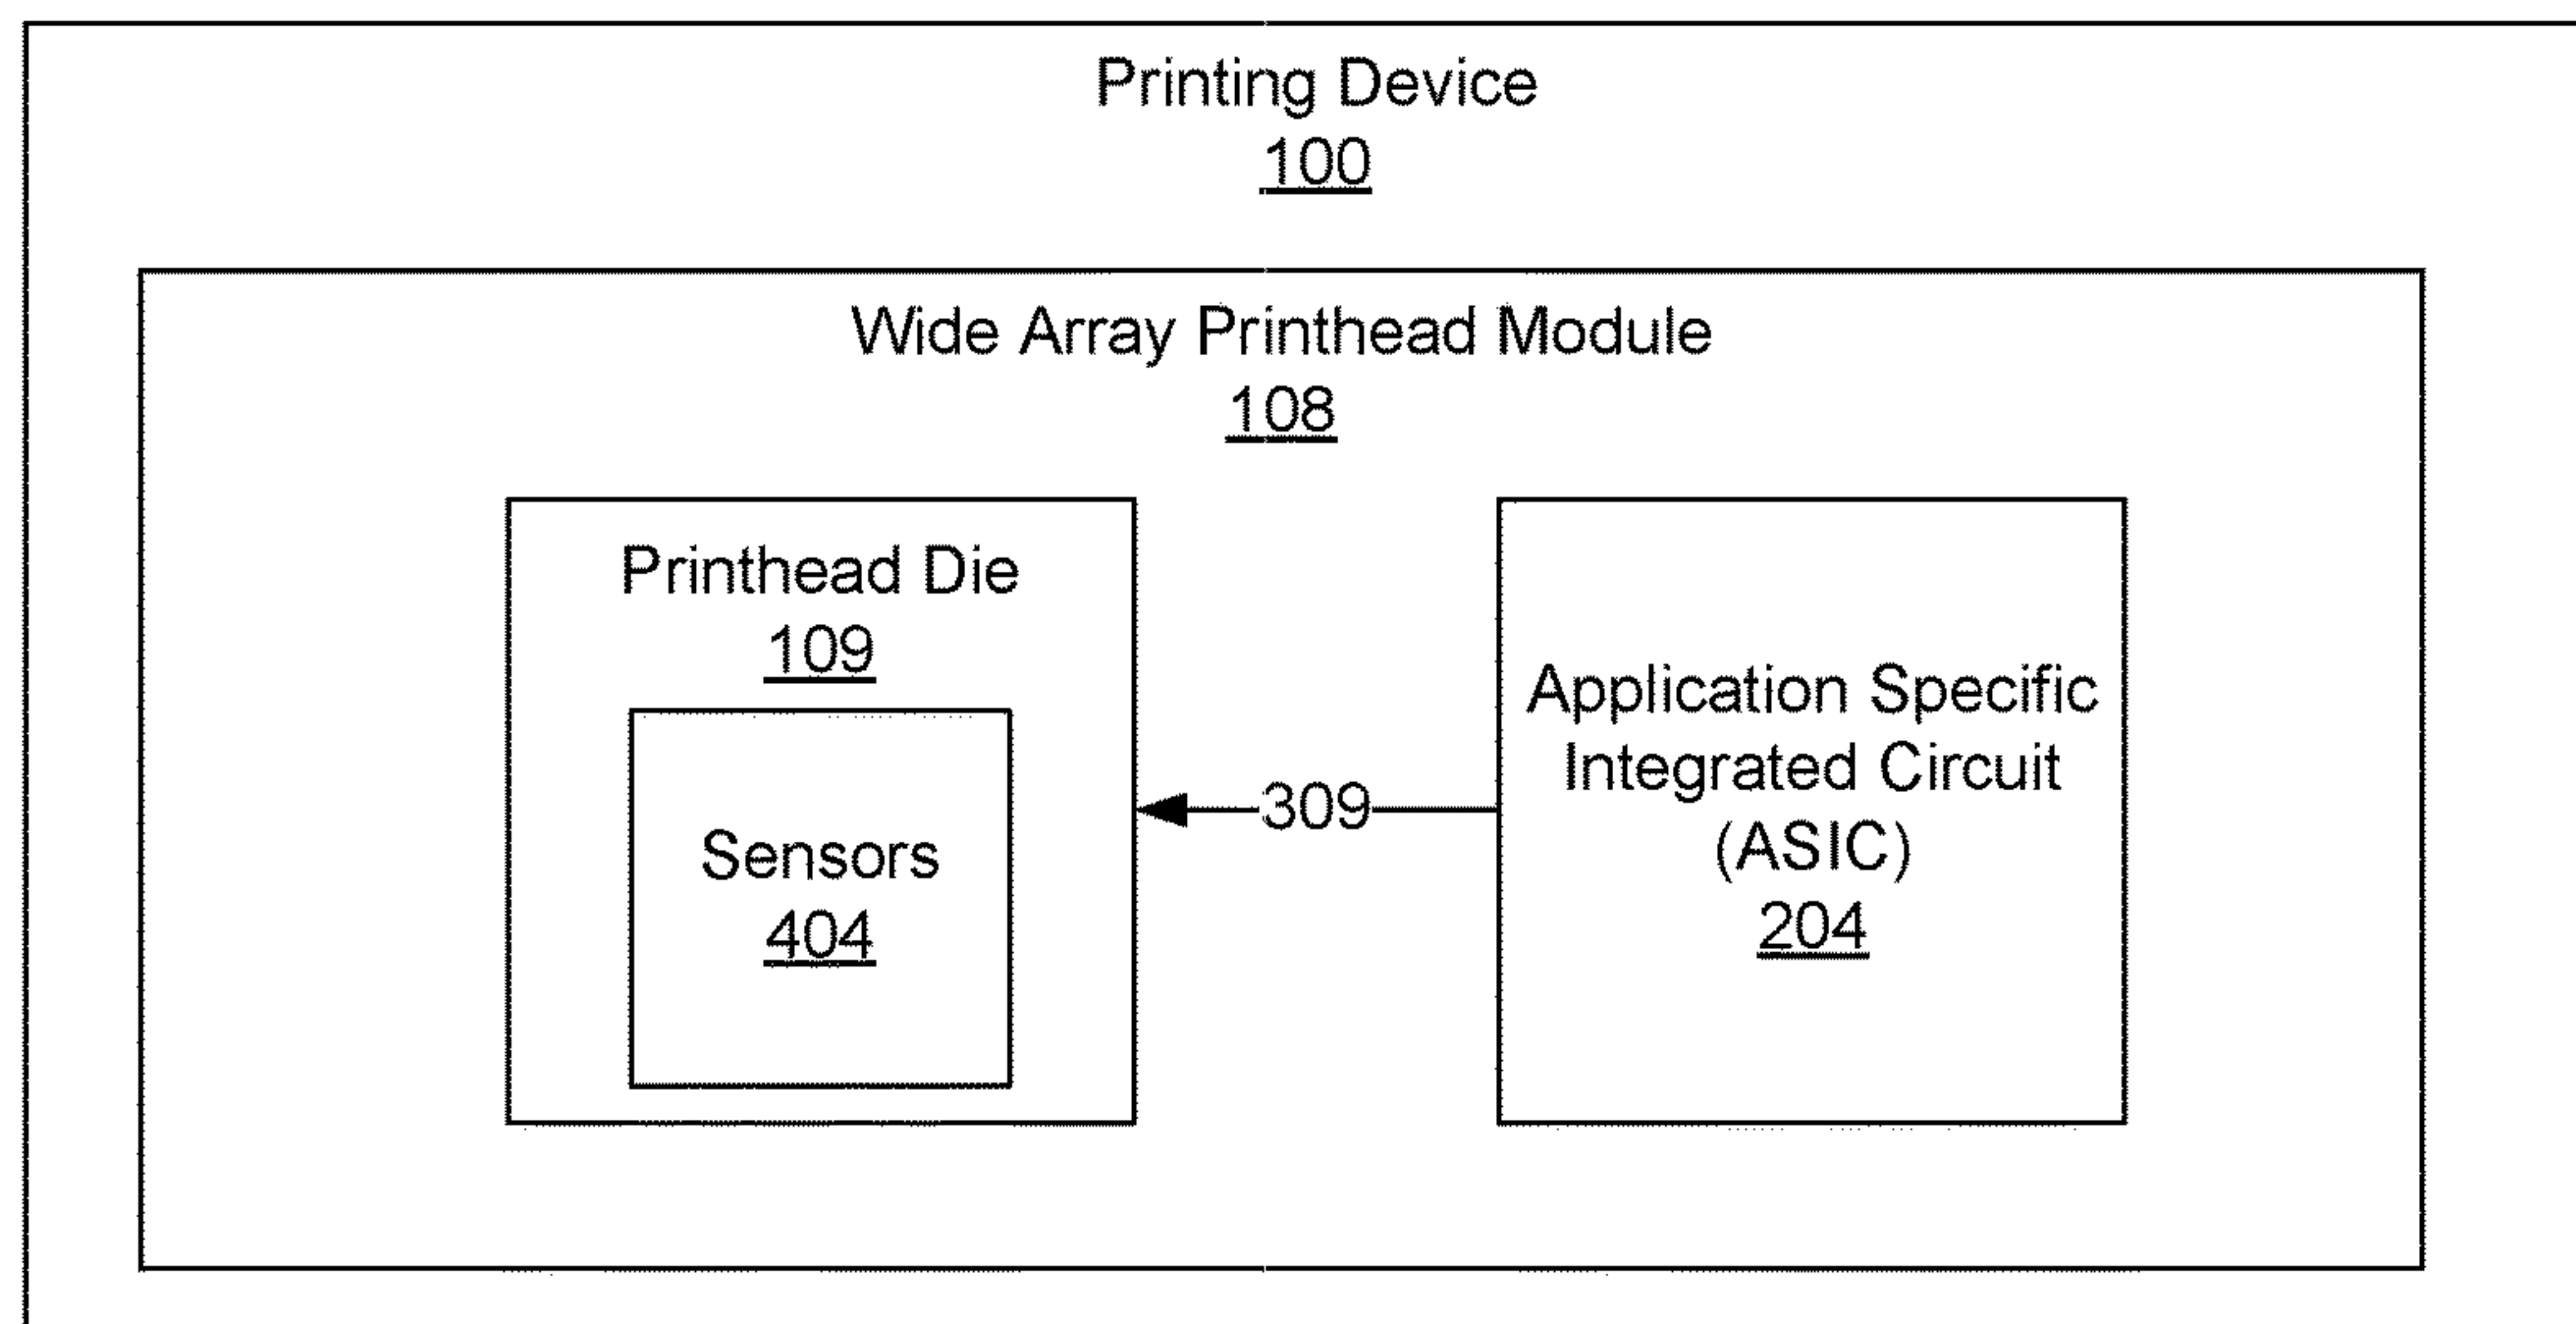 Printing Device
100
Wide Array Printhead Module
108
Printhead Die
109
Sensors
404
309
Application Specific
Integrated Circuit
(ASIC)
204